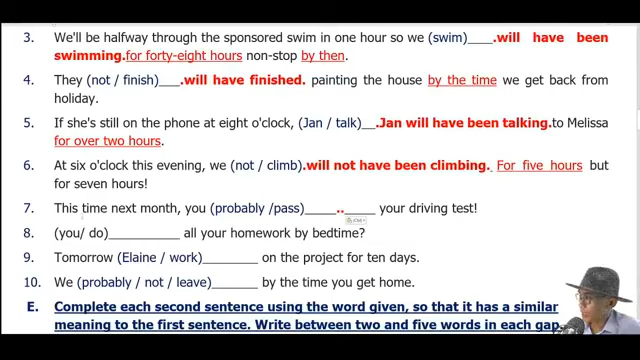 3. We'll be halfway through the sponsored swim in one hour so we (swim)____.will have been
swimming.for forty-eight hours non-stop by then.
4. They (not / finish)___.will have finished. painting the house by the time we get back from
holiday.
5. If she's still on the phone at eight o'clock, (Jan / talk)__.Jan will have been talking.to Melissa
for over two hours.
6. At six o'clock this evening, we (not / climb).will not have been climbing. For five hours but
for seven hours!
7. This time next month, you (probably /pass)_____..______ your driving test!
(Ctrl)
8. (you/ do)____________ all your homework by bedtime?
9. Tomorrow (Elaine / work)_________ on the project for ten days.
10. We (probably / not / leave)________ by the time you get home.
E. Complete each second sentence using the word given, so that it has a similar
meaning to the first sentence. Write between two and five words in each gap.